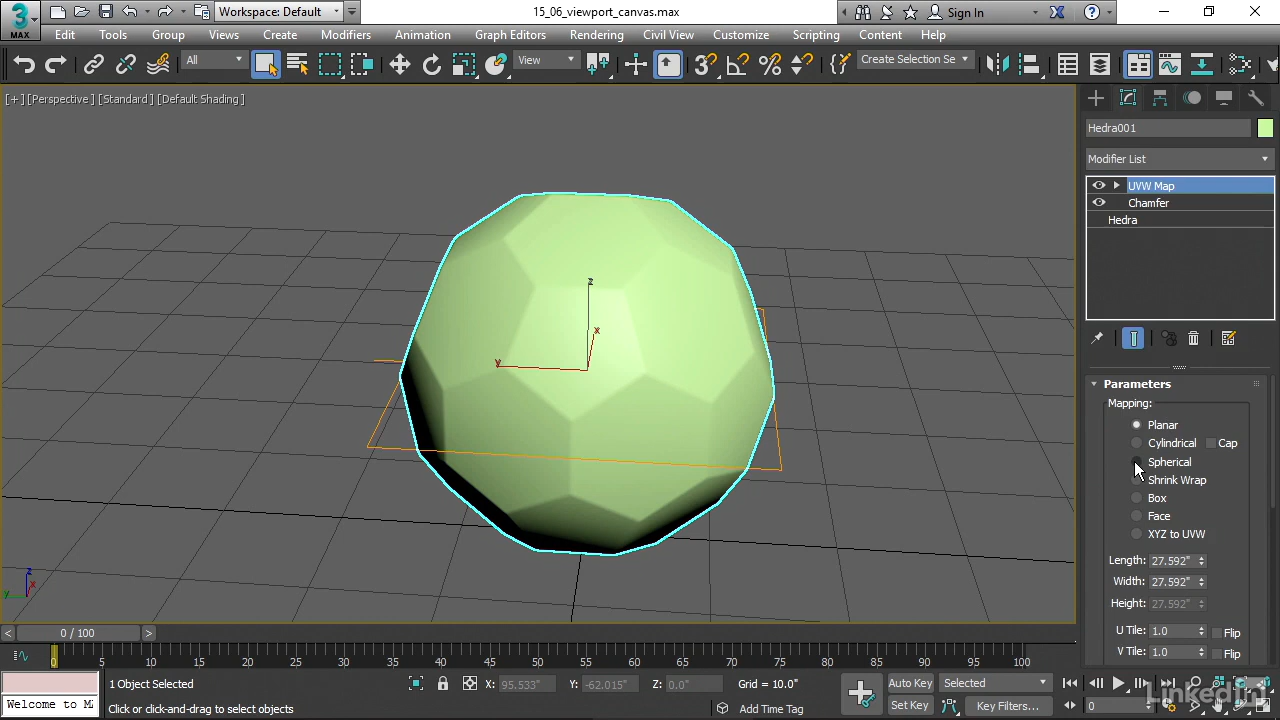 3
MAX
Workspace: Default
15_06_viewport_canvas.max
Sign In
Edit Tools Group Views Create Modifiers Animation Graph Editors Rendering Civil View Customize Scripting Content Help
All
View
3
Create Selection Se
[+] [Perspective] [Standard] [Default Shading]
Hedra001
Modifier List
UVW Map
Chamfer
Hedra
z
x
y
Parameters
Mapping:
Planar
Cylindrical Cap
Spherical
Shrink Wrap
Box
Face
XYZ to UVW
Length: 27.592"
Width: 27.592"
Height: 27.592"
U Tile: 1.0 Flip
V Tile: 1.0 Flip
z
x
y
< 0 / 100 >
0 5 10 15 20 25 30 35 40 45 50 55 60 65 70 75 80 85 90 95 100
1 Object Selected
X: 95.533" Y: -62.015" Z: 0.0" Grid = 10.0"
Auto Key Selected
Welcome to M
Click or click-and-drag to select objects
Add Time Tag
Set Key Key Filters... 0
LinkedIn